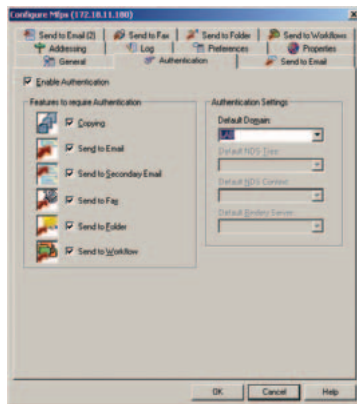 Configure Mfps (172.18.11.180)
Send to Email (2) Send to Fax Send to Folder Send to Workflows
Addressing Log Preferences Properties
General Authentication Send to Email
Enable Authentication
Features to require Authentication
Copying
Send to Email
Send to Secondary Email
Send to Fax
Send to Folder
Send to Workflow
Authentication Settings
Default Domain:
Default NDS Tree:
Default NDS Context:
Default Bindery Server:
OK Cancel Help